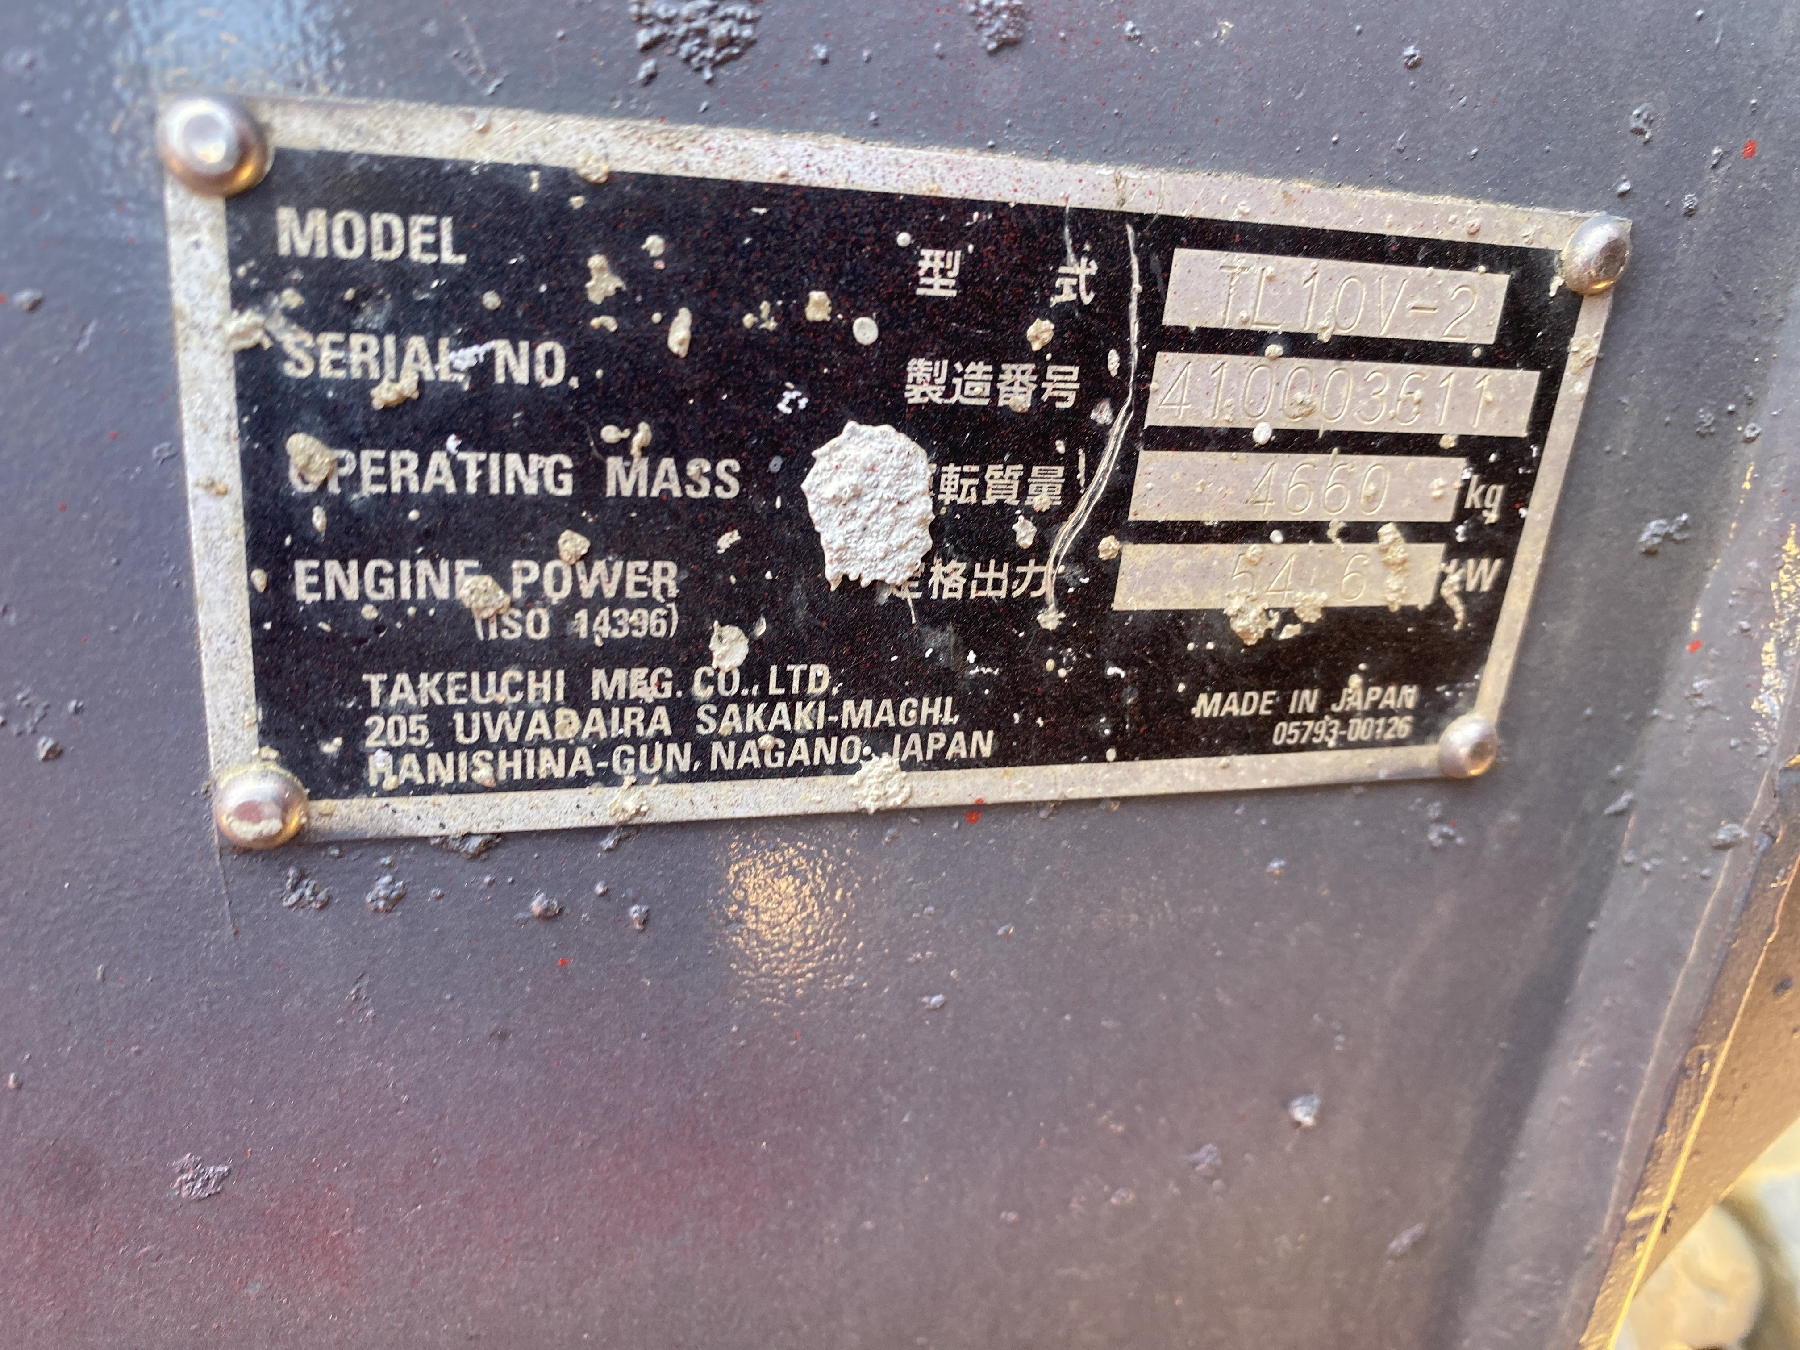 MODEL 型 式 TL10V-2
SERIAL NO. 製造番号 410003611
OPERATING MASS 転質量 4660 kg
ENGINE POWER 定格出力 54.6 kW
(ISO 14396)
TAKEUCHI MFG. CO., LTD.
205 UWADAIRA SAKAKI-MACHI,
HANISHINA-GUN, NAGANO, JAPAN
MADE IN JAPAN
05793-00126